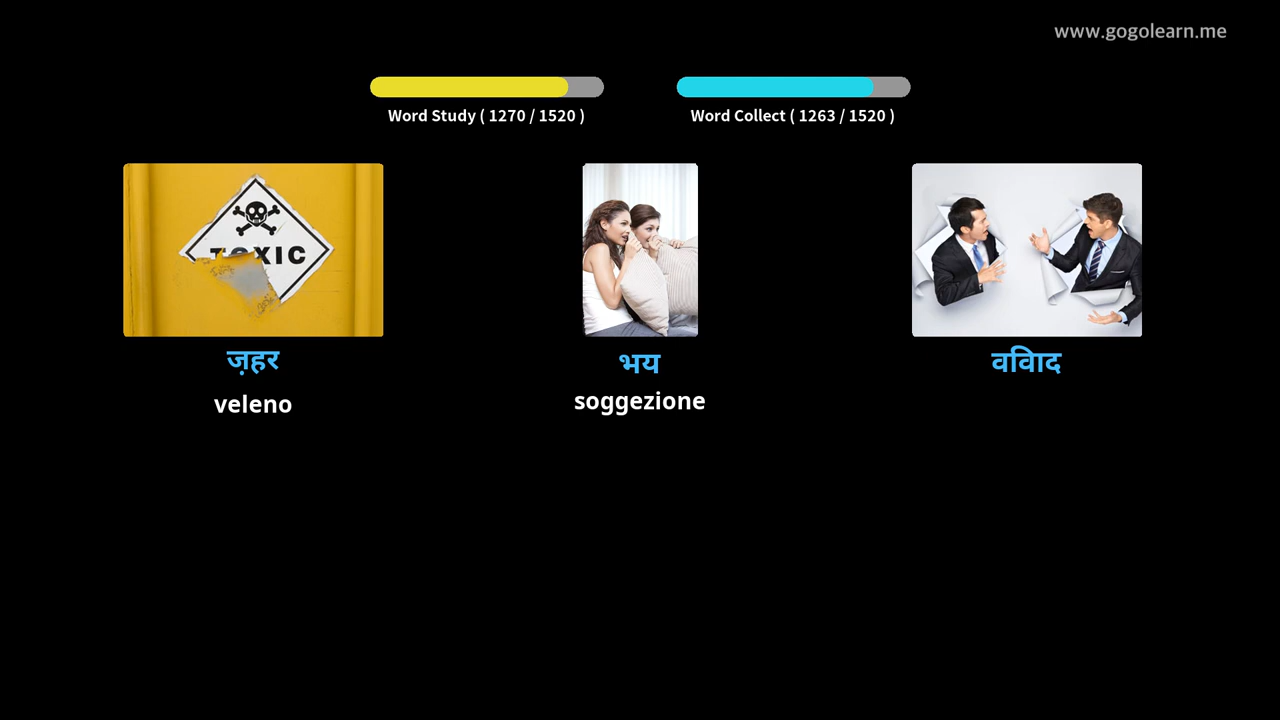 www.gogolearn.me
Word Study ( 1270 / 1520 )
Word Collect ( 1263 / 1520 )
TOXIC
ज़हर
भय
वविाद
veleno
soggezione